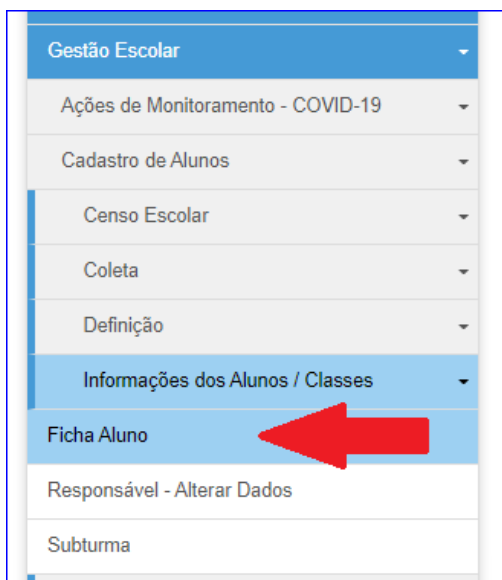 Gestão Escolar
Ações de Monitoramento - COVID-19
Cadastro de Alunos
Censo Escolar
Coleta
Definição
Informações dos Alunos / Classes
Ficha Aluno
Responsável - Alterar Dados
Subturma